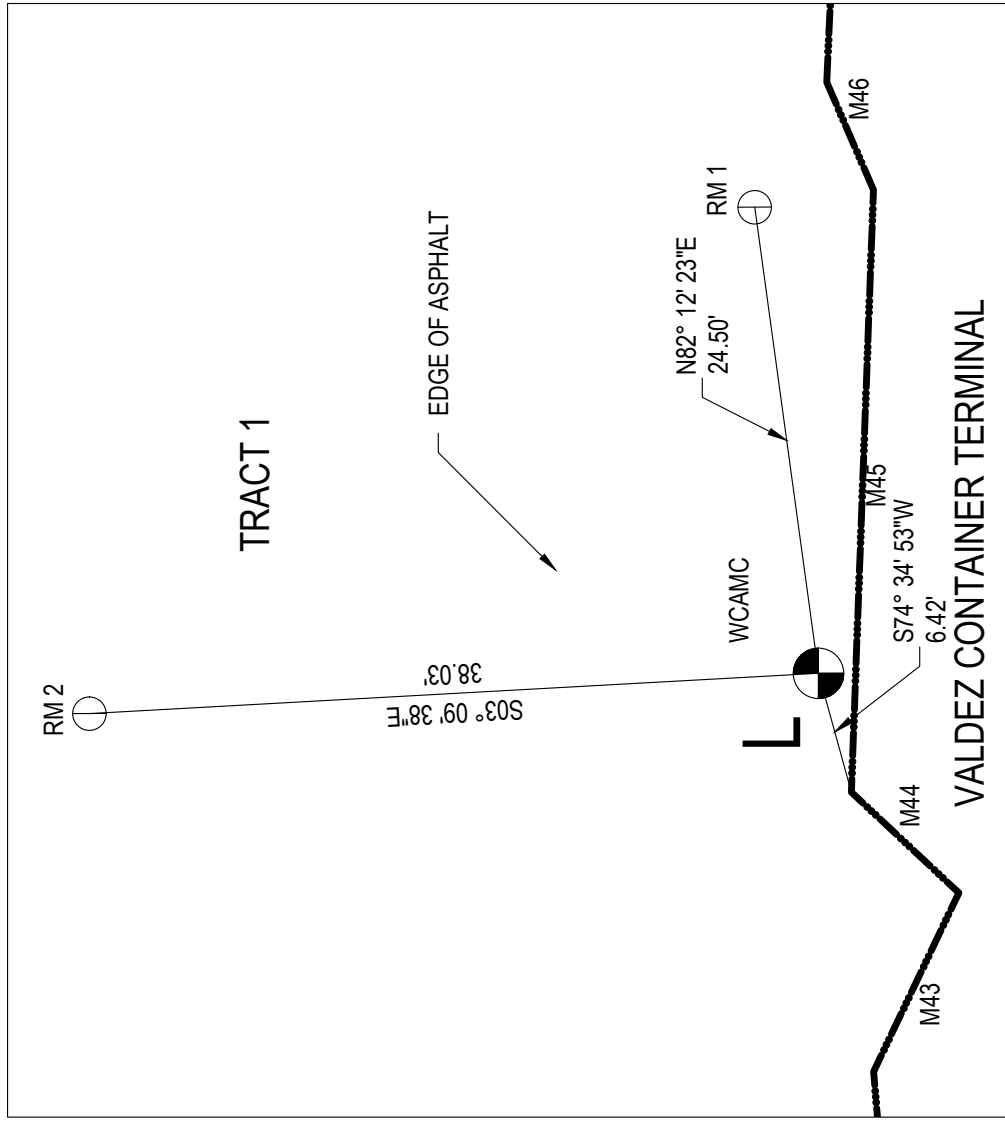 RM 2
TRACT 1
EDGE OF ASPHALT
38.03'
S03° 09' 38"E
RM 1
N82° 12' 23"E
24.50'
WCAMC
M46
M45
S74° 34' 53"W
6.42'
M44
M43
VALDEZ CONTAINER TERMINAL